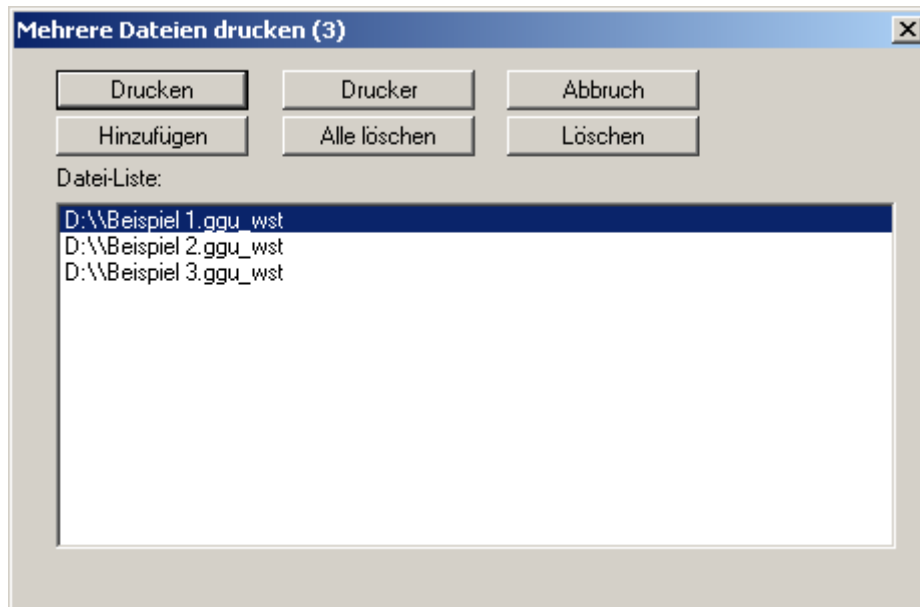 Mehrere Dateien drucken (3)
Drucken Drucker Abbruch
Hinzufügen Alle löschen Löschen
Datei-Liste:
D:\\Beispiel 1.ggu_wst
D:\\Beispiel 2.ggu_wst
D:\\Beispiel 3.ggu_wst